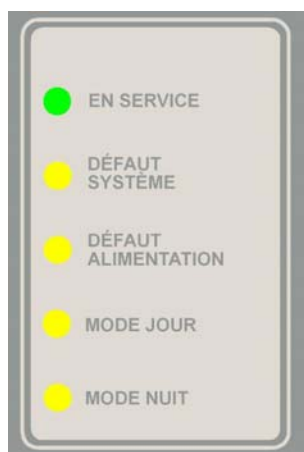 EN SERVICE
DÉFAUT
SYSTÈME
DÉFAUT
ALIMENTATION
MODE JOUR
MODE NUIT